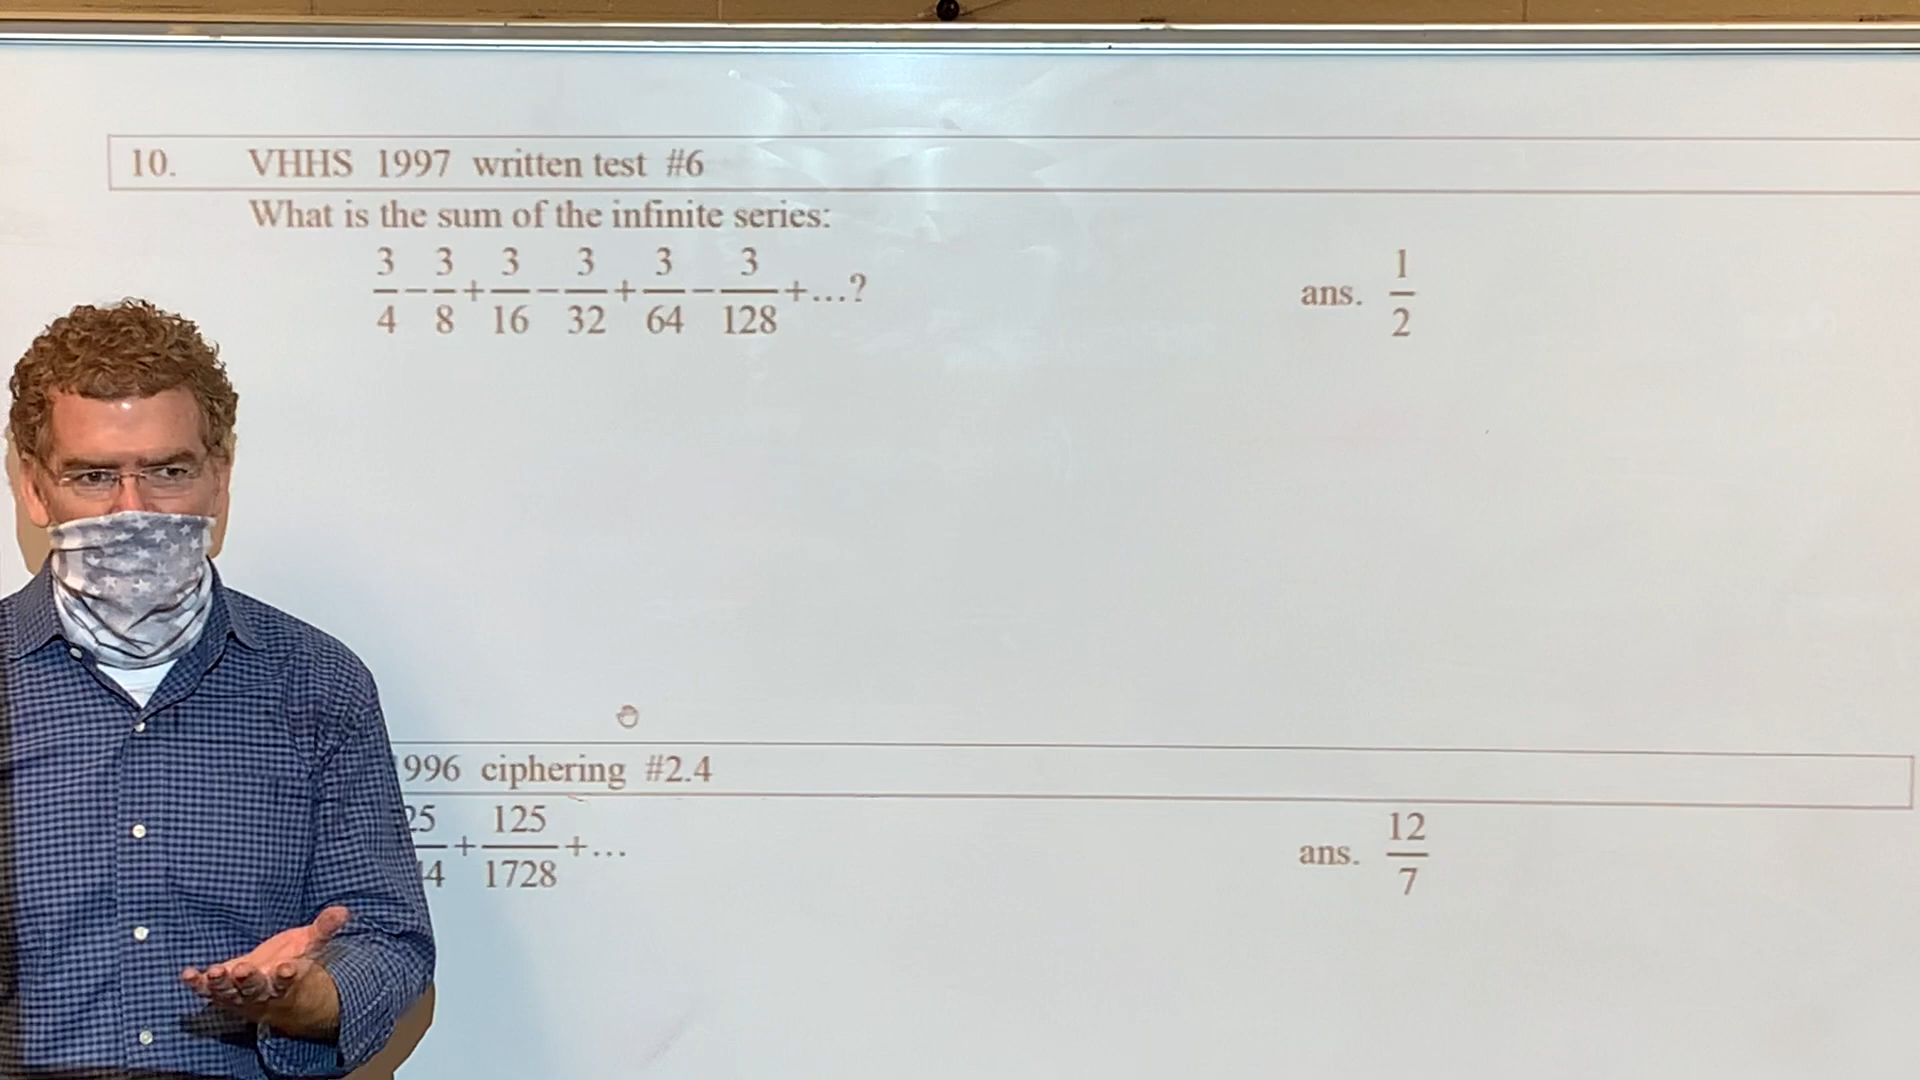 10. VHHS 1997 written test #6
What is the sum of the infinite series:
3/4 - 3/8 + 3/16 - 3/32 + 3/64 - 3/128 + ...?
ans. 1/2
996 ciphering #2.4
25/4 + 125/1728 + ...
ans. 12/7